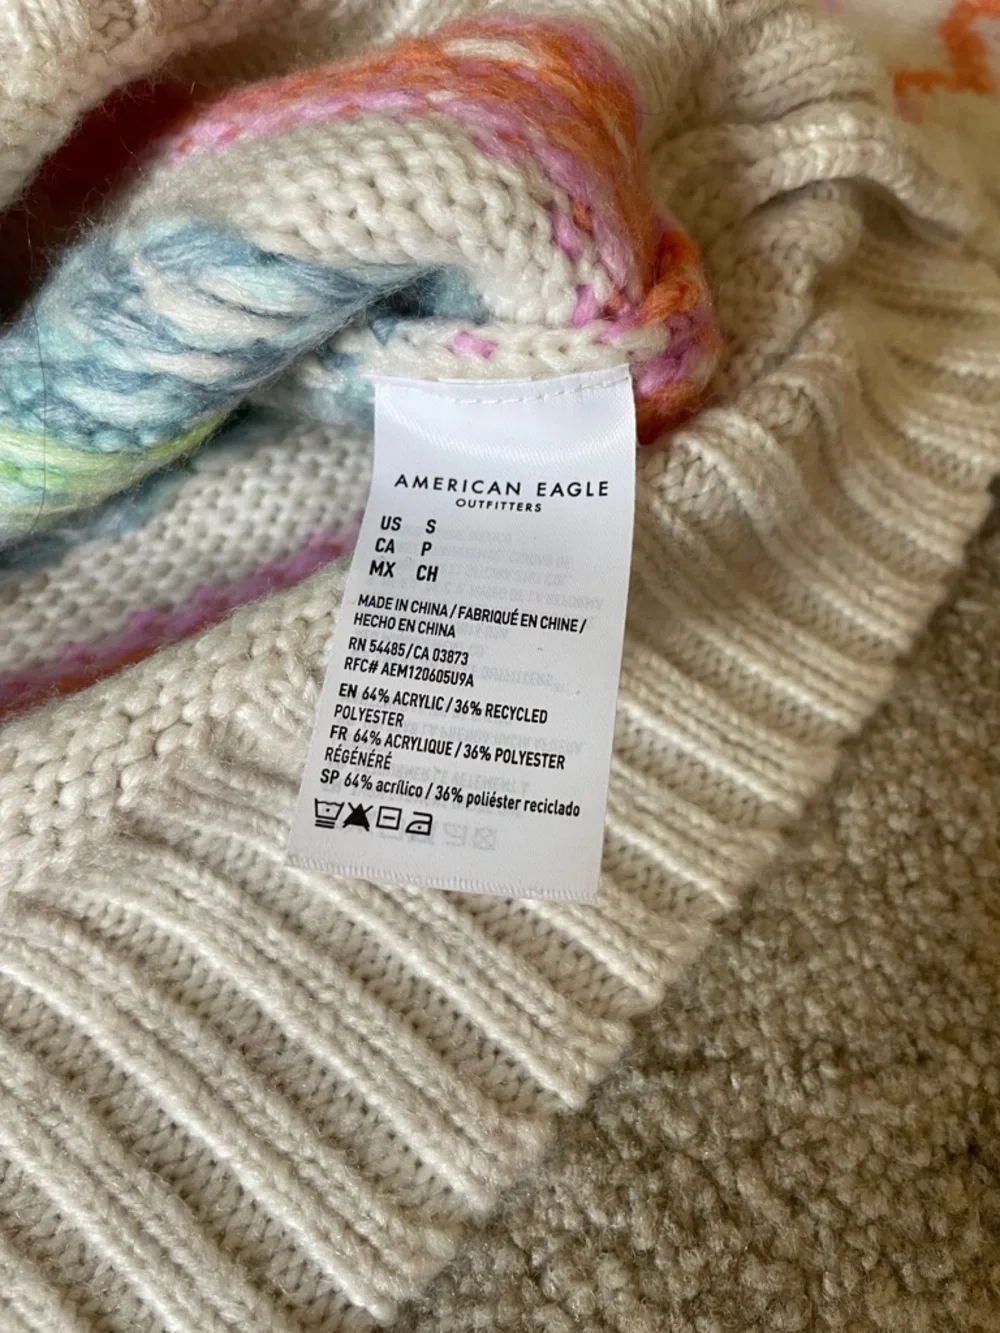 AMERICAN EAGLE
OUTFITTERS
US S
CA P
MX CH
MADE IN CHINA / FABRIQUÉ EN CHINE /
HECHO EN CHINA
RN 54485/CA 03873
RFC# AEM120605U9A
EN 64% ACRYLIC / 36% RECYCLED
POLYESTER
FR 64% ACRYLIQUE / 36% POLYESTER
RÉGÉNÉRÉ
SP 64% acrílico / 36% poliéster reciclado